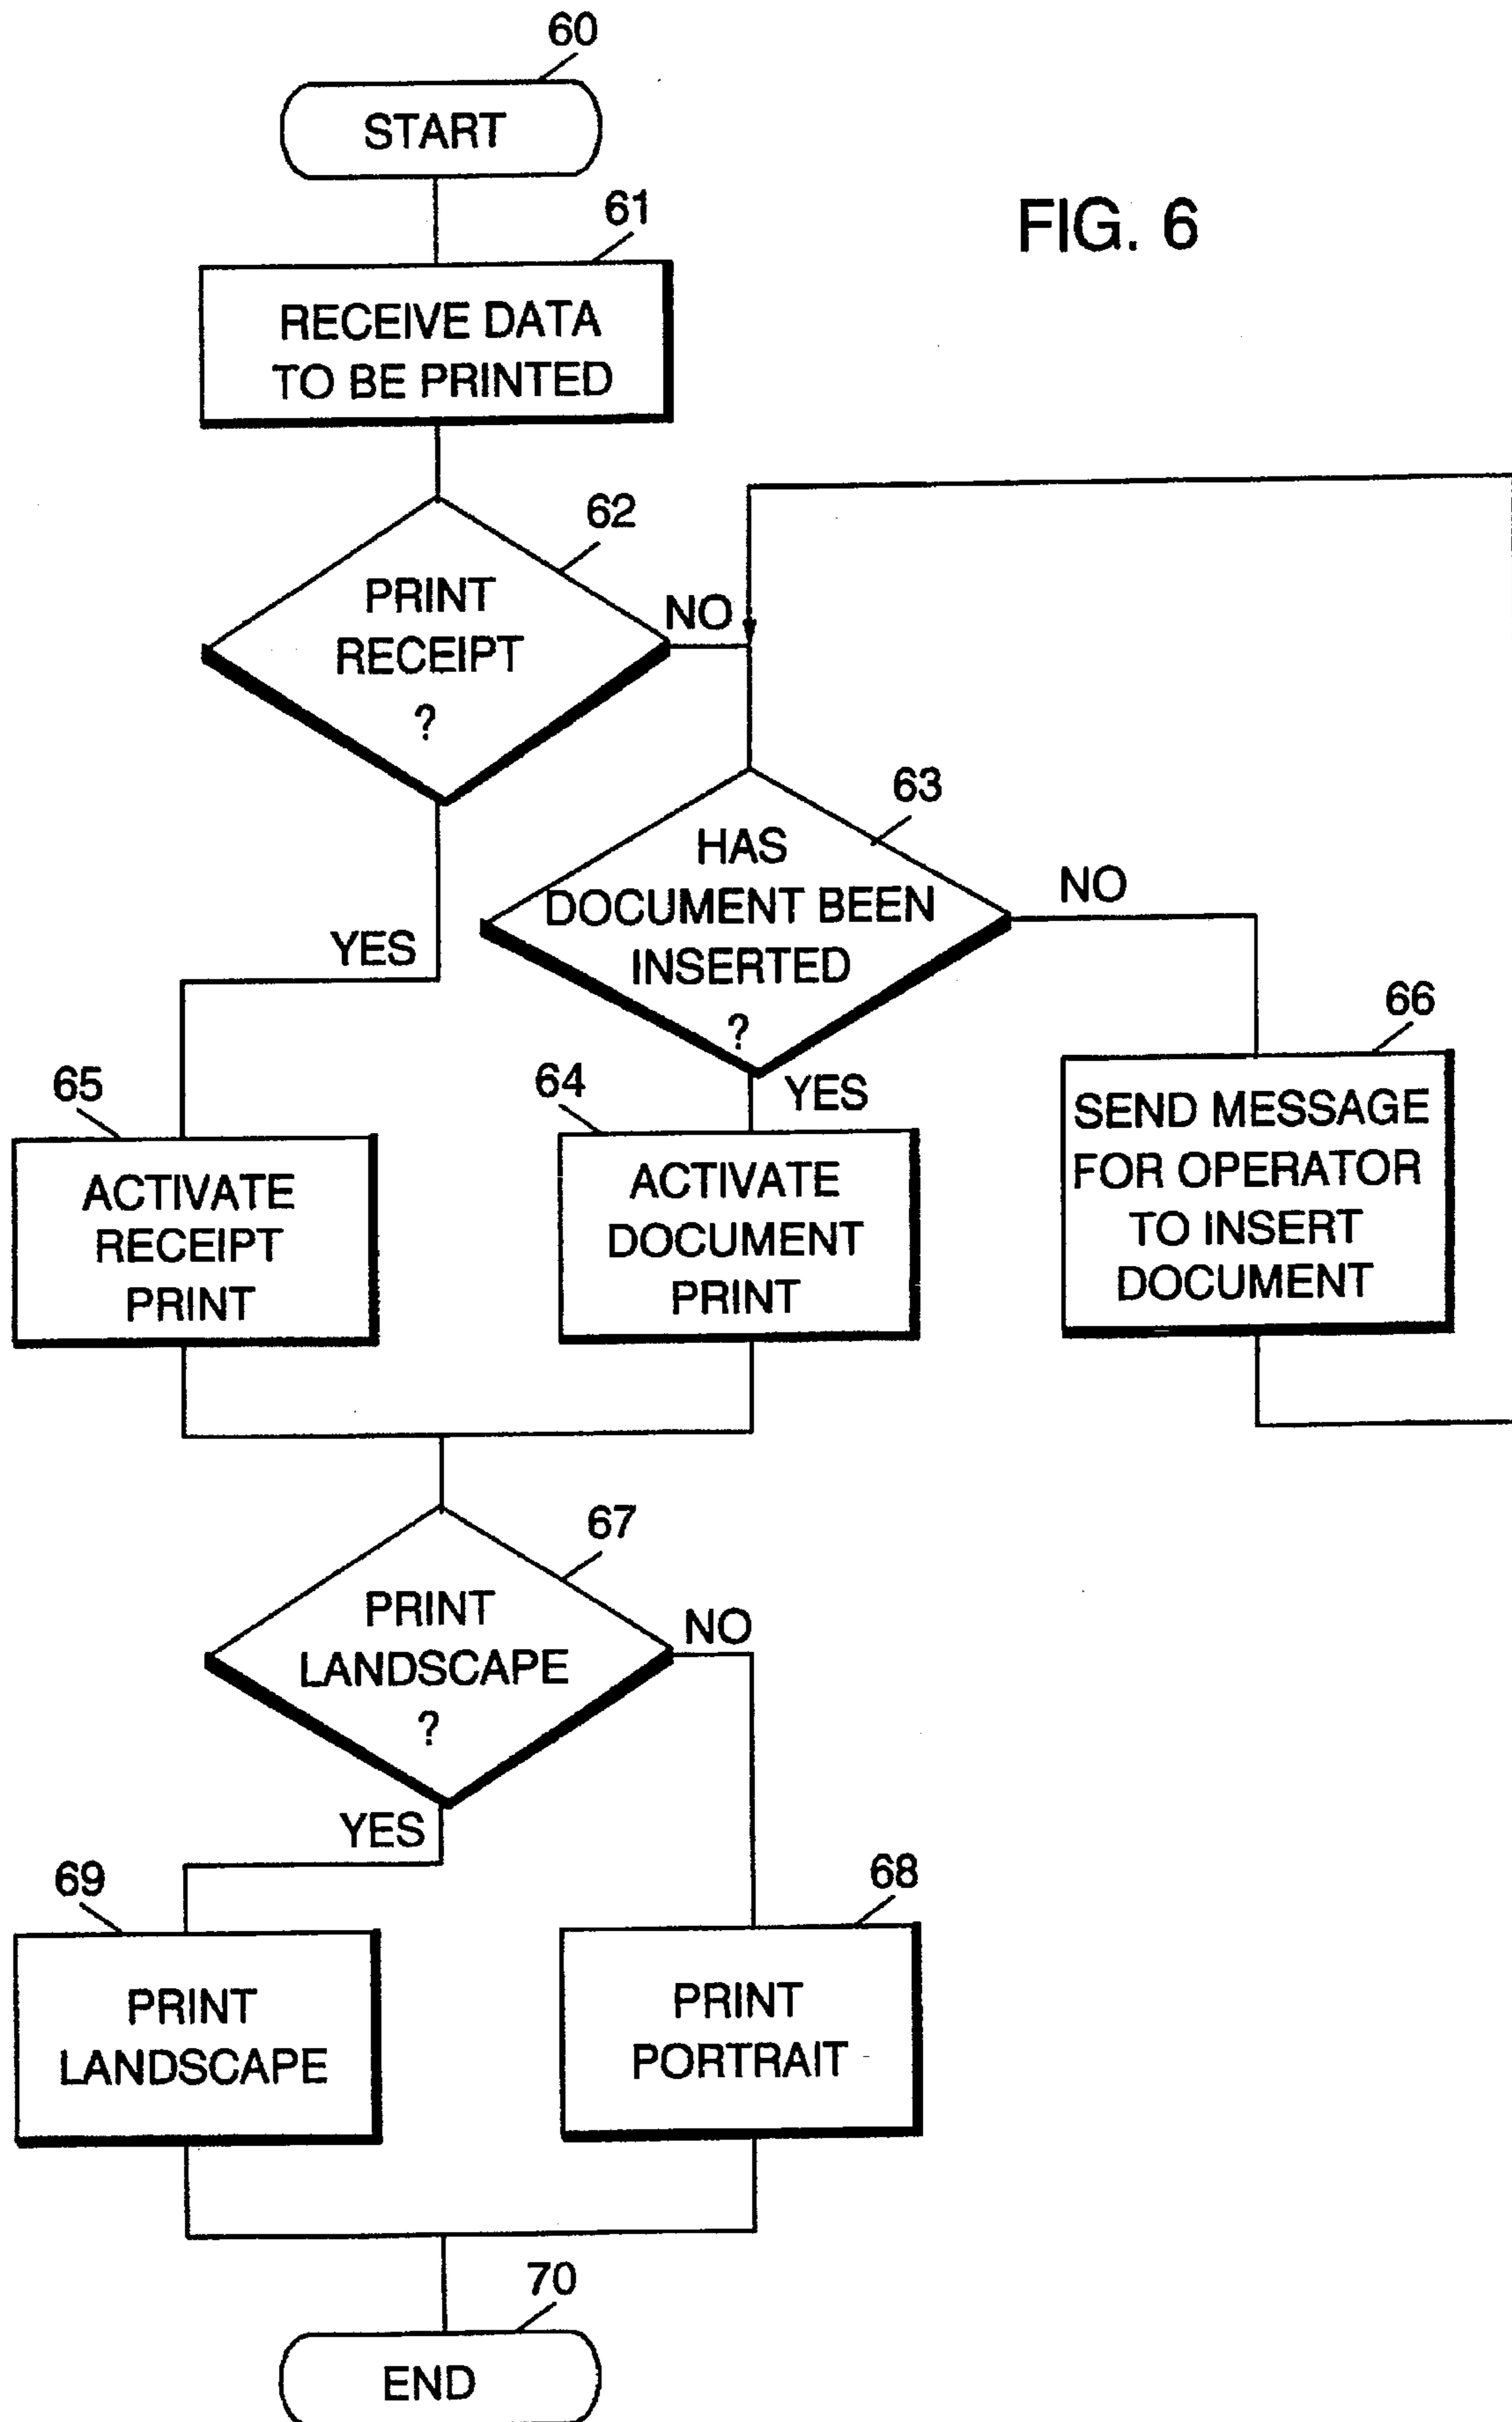 60
START
FIG. 6
61
RECEIVE DATA
TO BE PRINTED
62
PRINT
RECEIPT
?
NO
YES
63
HAS
DOCUMENT BEEN
INSERTED
?
NO
YES
66
SEND MESSAGE
FOR OPERATOR
TO INSERT
DOCUMENT
65
ACTIVATE
RECEIPT
PRINT
64
ACTIVATE
DOCUMENT
PRINT
67
PRINT
LANDSCAPE
?
NO
YES
69
PRINT
LANDSCAPE
68
PRINT
PORTRAIT
70
END